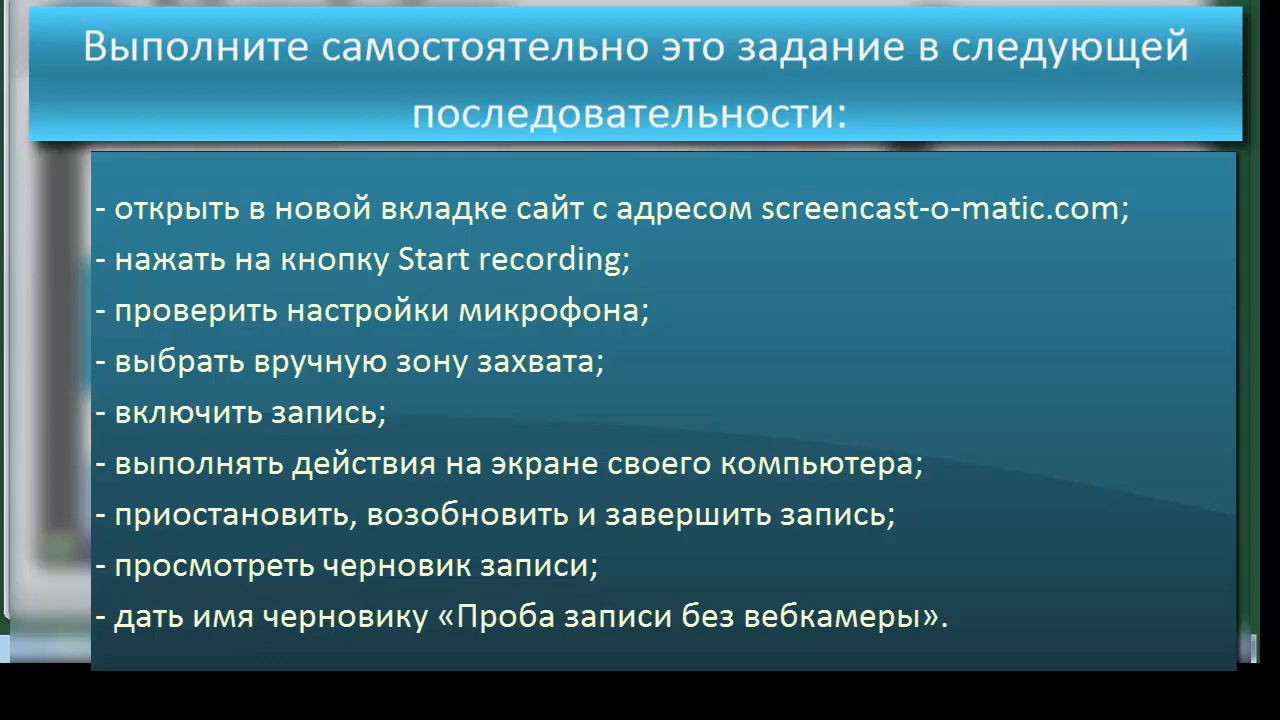 Выполните самостоятельно это задание в следующей
последовательности:
- открыть в новой вкладке сайт с адресом screencast-o-matic.com;
- нажать на кнопку Start recording;
- проверить настройки микрофона;
- выбрать вручную зону захвата;
- включить запись;
- выполнять действия на экране своего компьютера;
- приостановить, возобновить и завершить запись;
- просмотреть черновик записи;
- дать имя черновику «Проба записи без вебкамеры».